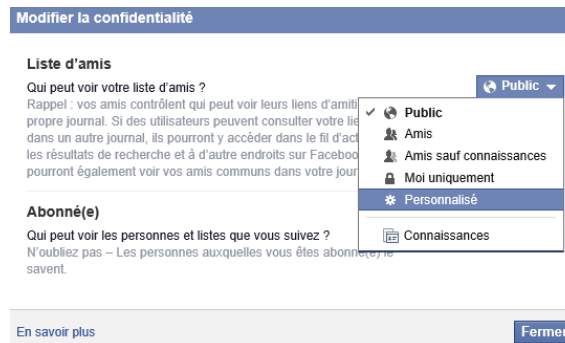 Modifier la confidentialité
Liste d'amis
Qui peut voir votre liste d'amis ?
Public
Rappel : vos amis contrôlent qui peut voir leurs liens d'amiti
propre journal. Si des utilisateurs peuvent consulter votre lie
dans un autre journal, ils pourront y accéder dans le fil d'act
les résultats de recherche et à d'autre endroits sur Faceboo
pourront également voir vos amis communs dans votre jour
Public
Amis
Amis sauf connaissances
Moi uniquement
Personnalisé
Connaissances
Abonné(e)
Qui peut voir les personnes et listes que vous suivez ?
N'oubliez pas – Les personnes auxquelles vous êtes abonné(e) le
savent.
En savoir plus
Fermer